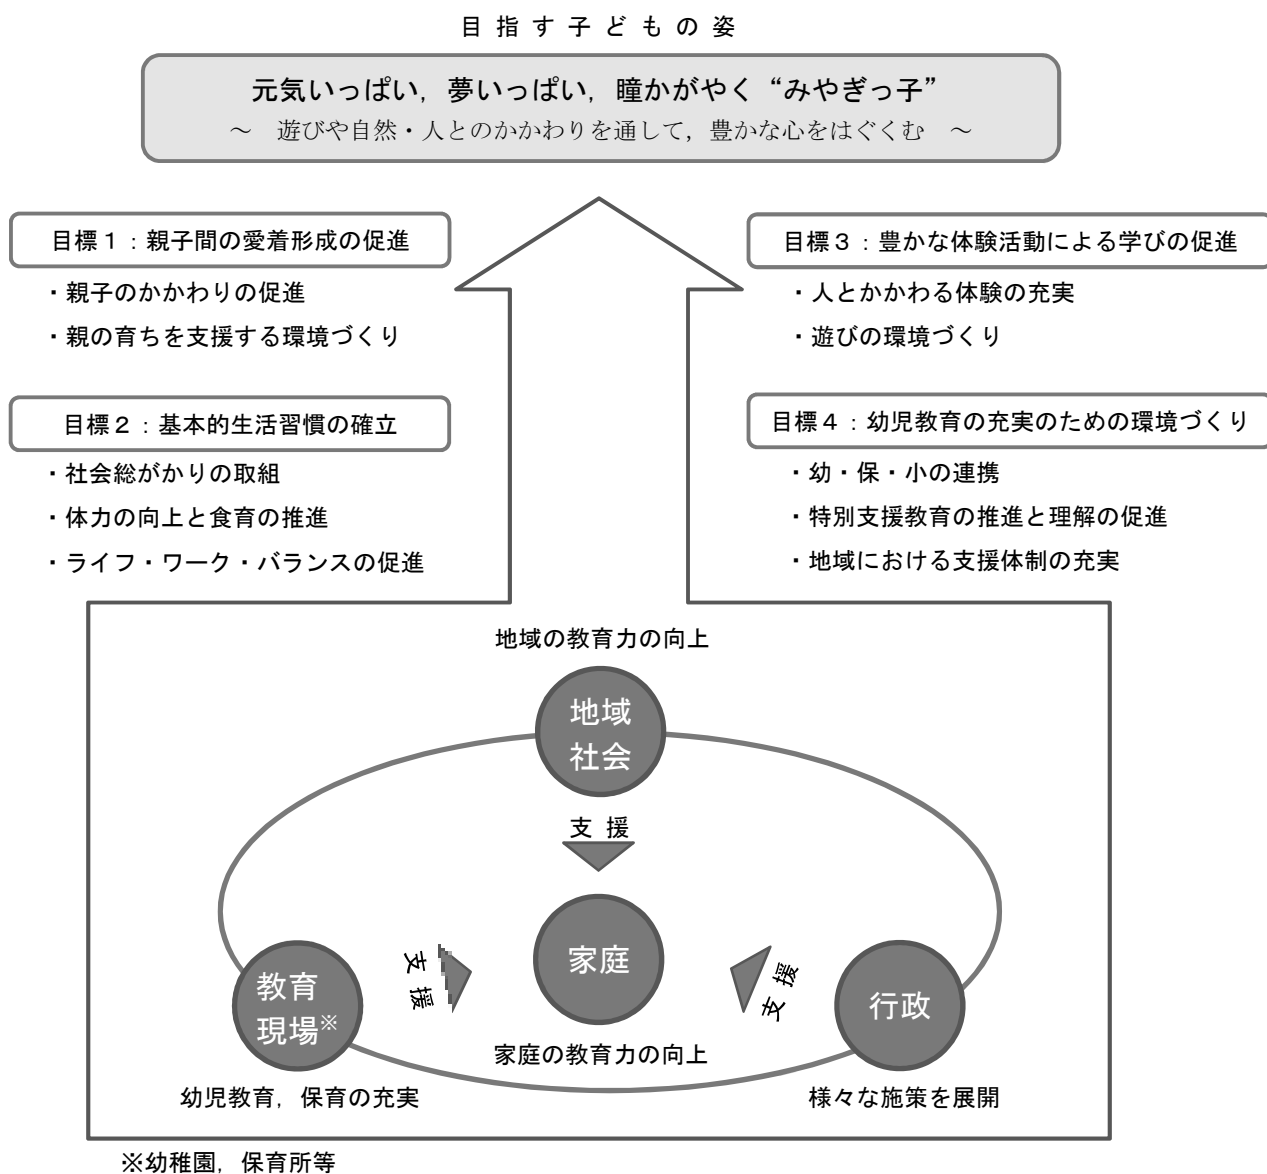 目指す子どもの姿
元気いっぱい，夢いっぱい，瞳かがやく“みやぎっ子”
～　遊びや自然・人とのかかわりを通して，豊かな心をはぐくむ　～
目標１：親子間の愛着形成の促進
・親子のかかわりの促進
・親の育ちを支援する環境づくり
目標２：基本的生活習慣の確立
・社会総がかりの取組
・体力の向上と食育の推進
・ライフ・ワーク・バランスの促進
目標３：豊かな体験活動による学びの促進
・人とかかわる体験の充実
・遊びの環境づくり
目標４：幼児教育の充実のための環境づくり
・幼・保・小の連携
・特別支援教育の推進と理解の促進
・地域における支援体制の充実
地域の教育力の向上
地域
社会
支援
家庭
家庭の教育力の向上
支援
教育
現場※
幼児教育，保育の充実
支援
行政
様々な施策を展開
※幼稚園，保育所等